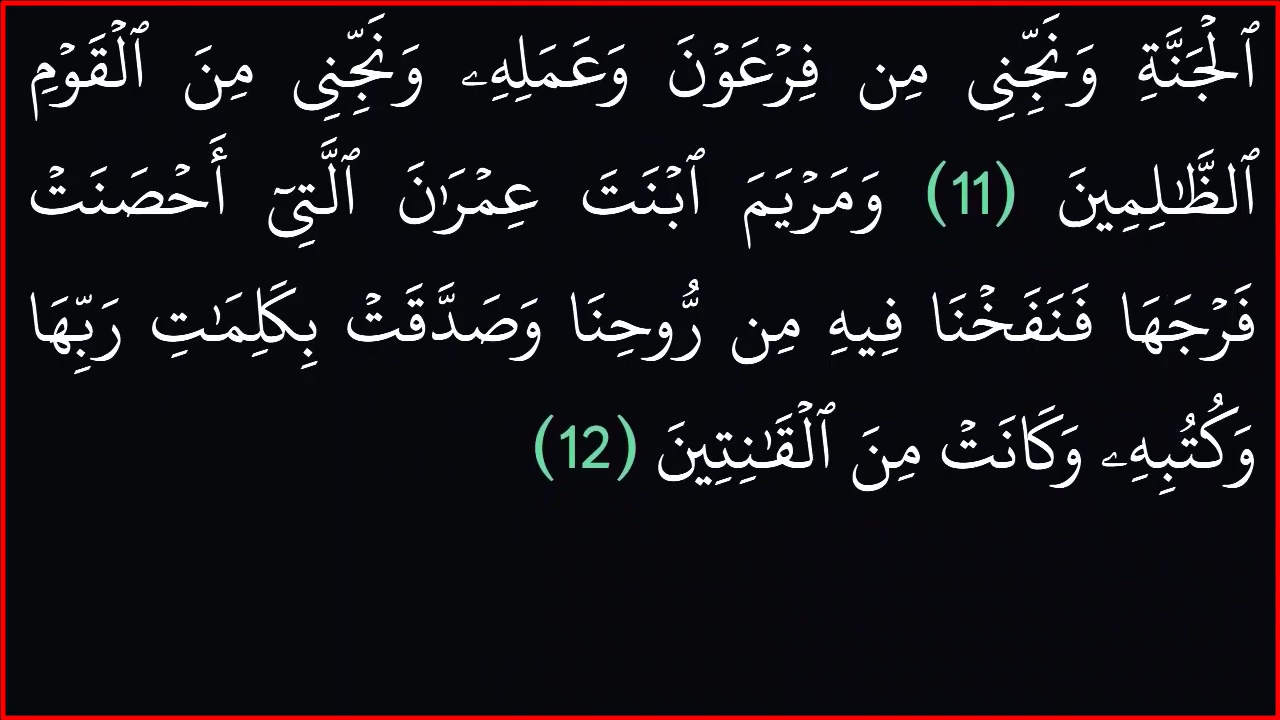 ٱلْجَنَّةِ وَنَجِّنِى مِن فِرْعَوْنَ وَعَمَلِهِۦ وَنَجِّنِى مِنَ ٱلْقَوْمِ
ٱلظَّـٰلِمِينَ (11) وَمَرْيَمَ ٱبْنَتَ عِمْرَٰنَ ٱلَّتِىٓ أَحْصَنَتْ
فَرْجَهَا فَنَفَخْنَا فِيهِ مِن رُّوحِنَا وَصَدَّقَتْ بِكَلِمَـٰتِ رَبِّهَا
وَكُتُبِهِۦ وَكَانَتْ مِنَ ٱلْقَـٰنِتِينَ (12)